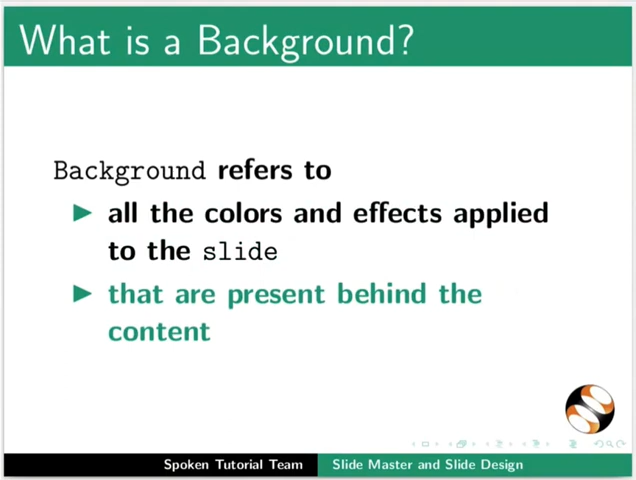 What is a Background?
Background refers to
all the colors and effects applied
to the slide
that are present behind the
content
Spoken Tutorial Team
Slide Master and Slide Design